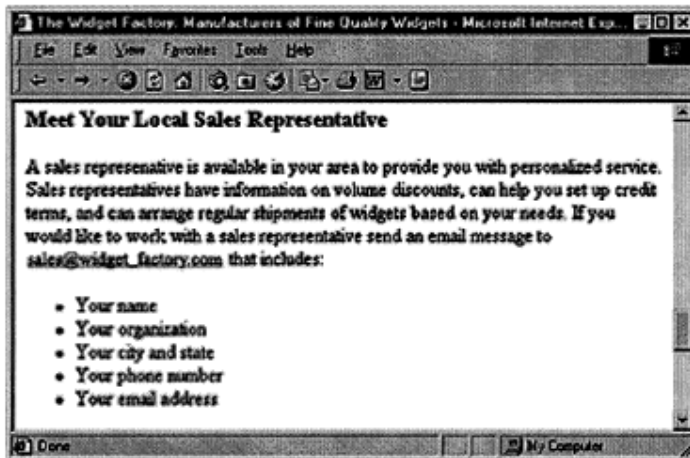 The Widget Factory. Manufacturers of Fine Quality Widgets - Microsoft Internet Exp...
File Edit View Favorites Tools Help
Meet Your Local Sales Representative
A sales represenative is available in your area to provide you with personalized service.
Sales representatives have information on volume discounts, can help you set up credit
terms, and can arrange regular shipments of widgets based on your needs. If you
would like to work with a sales representative send an email message to
sales@widget_factory.com that includes:
• Your name
• Your organization
• Your city and state
• Your phone number
• Your email address
Done My Computer